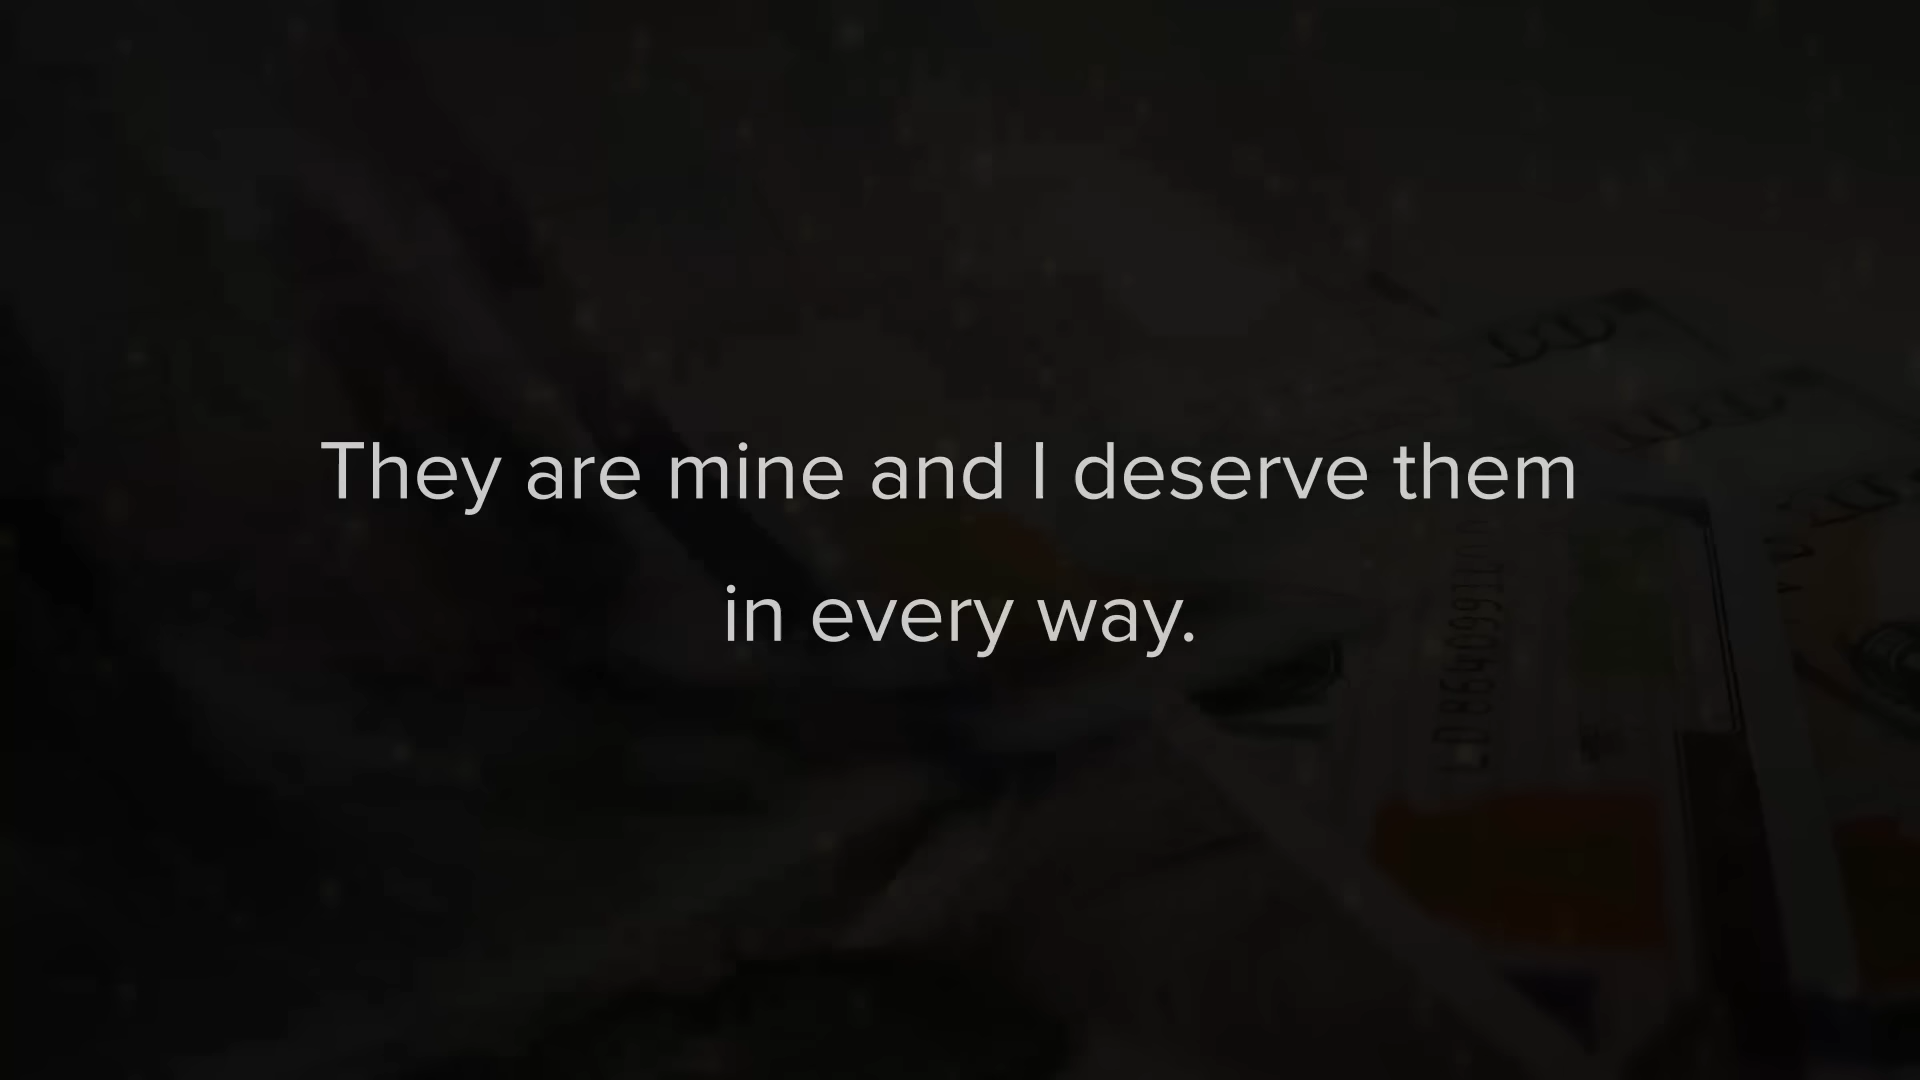 They are mine and I deserve them
in every way.